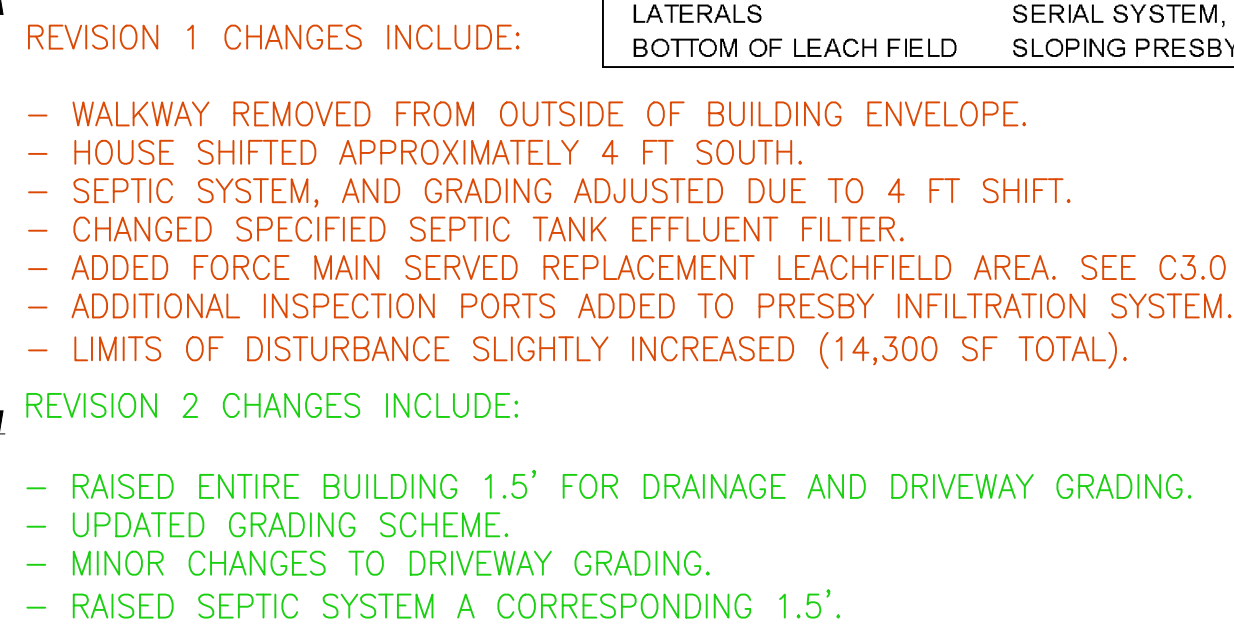 LATERALS SERIAL SYSTEM,
BOTTOM OF LEACH FIELD SLOPING PRESBY
REVISION 1 CHANGES INCLUDE:
– WALKWAY REMOVED FROM OUTSIDE OF BUILDING ENVELOPE.
– HOUSE SHIFTED APPROXIMATELY 4 FT SOUTH.
– SEPTIC SYSTEM, AND GRADING ADJUSTED DUE TO 4 FT SHIFT.
– CHANGED SPECIFIED SEPTIC TANK EFFLUENT FILTER.
– ADDED FORCE MAIN SERVED REPLACEMENT LEACHFIELD AREA. SEE C3.0
– ADDITIONAL INSPECTION PORTS ADDED TO PRESBY INFILTRATION SYSTEM.
– LIMITS OF DISTURBANCE SLIGHTLY INCREASED (14,300 SF TOTAL).
REVISION 2 CHANGES INCLUDE:
– RAISED ENTIRE BUILDING 1.5' FOR DRAINAGE AND DRIVEWAY GRADING.
– UPDATED GRADING SCHEME.
– MINOR CHANGES TO DRIVEWAY GRADING.
– RAISED SEPTIC SYSTEM A CORRESPONDING 1.5'.